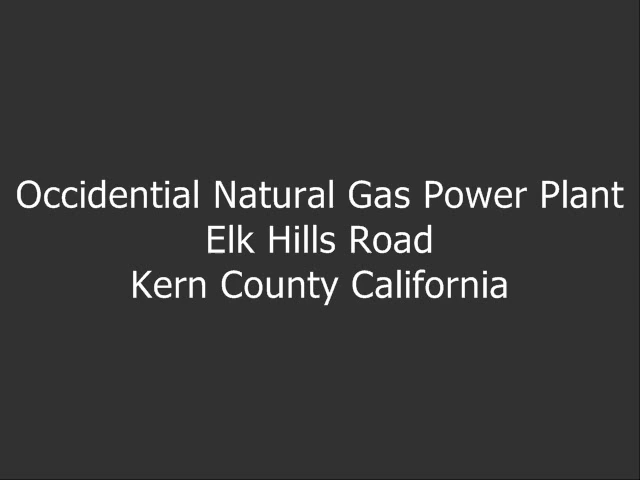 Occidential Natural Gas Power Plant
Elk Hills Road
Kern County California